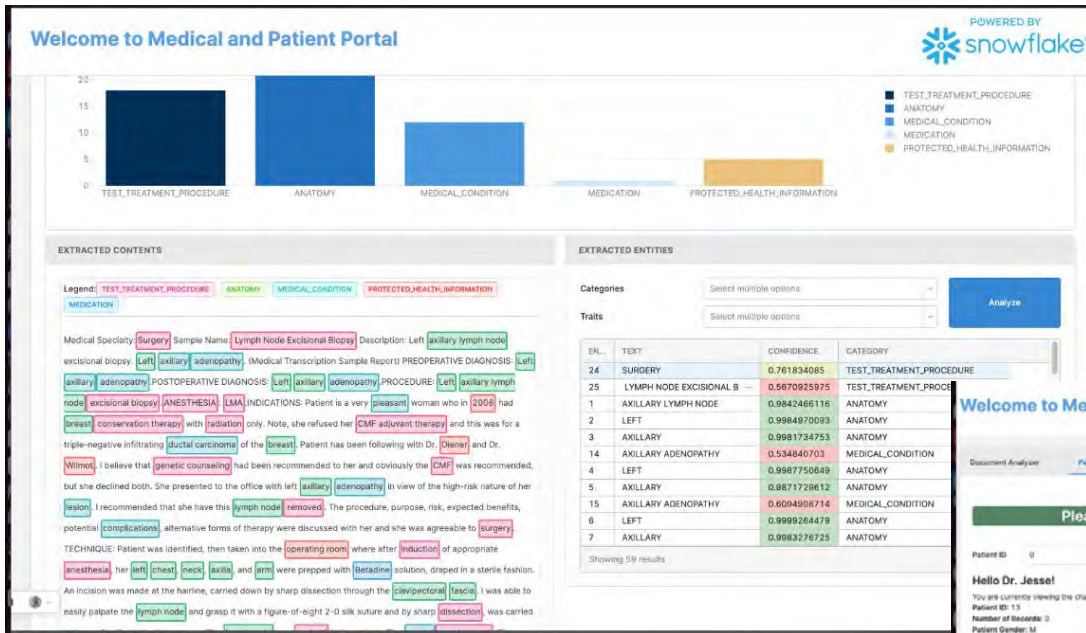 Welcome to Medical and Patient Portal
POWERED BY
snowflake
20
15
10
5
0
TEST_TREATMENT_PROCEDURE
ANATOMY
MEDICAL_CONDITION
MEDICATION
PROTECTED_HEALTH_INFORMATION
TEST_TREATMENT_PROCEDURE
ANATOMY
MEDICAL_CONDITION
MEDICATION
PROTECTED_HEALTH_INFORMATION
EXTRACTED CONTENTS
Legend: TEST_TREATMENT_PROCEDURE ANATOMY MEDICAL_CONDITION PROTECTED_HEALTH_INFORMATION
MEDICATION
Medical Specialty: Surgery Sample Name: Lymph Node Excisional Biopsy Description: Left axillary lymph node
excisional biopsy. Left axillary adenopathy. (Medical Transcription Sample Report) PREOPERATIVE DIAGNOSIS: Left
axillary adenopathy.POSTOPERATIVE DIAGNOSIS: Left axillary adenopathy.PROCEDURE: Left axillary lymph
node excisional biopsy.ANESTHESIA: LMA.INDICATIONS: Patient is a very pleasant woman who in 2006 had
breast conservation therapy with radiation only. Note, she refused her CMF adjuvant therapy and this was for a
triple-negative infiltrating ductal carcinoma of the breast. Patient has been following with Dr. Diener and Dr.
Wilmot. I believe that genetic counseling had been recommended to her and obviously the CMF was recommended,
but she declined both. She presented to the office with left axillary adenopathy in view of the high-risk nature of her
lesion. I recommended that she have this lymph node removed. The procedure, purpose, risk, expected benefits,
potential complications, alternative forms of therapy were discussed with her and she was agreeable to surgery.
TECHNIQUE: Patient was identified, then taken into the operating room where after induction of appropriate
anesthesia, her left chest, neck, axilla, and arm were prepped with Betadine solution, draped in a sterile fashion.
An incision was made at the hairline, carried down by sharp dissection through the clavipectoral fascia. I was able to
easily palpate the lymph node and grasp it with a figure-of-eight 2-0 silk suture and by sharp dissection, was carried
EXTRACTED ENTITIES
Categories Select multiple options
Traits Select multiple options
Analyze
EN... TEXT CONFIDENCE CATEGORY
24 SURGERY 0.761834085 TEST_TREATMENT_PROCEDURE
25 LYMPH NODE EXCISIONAL B 0.5670925975 TEST_TREATMENT_PROCE
1 AXILLARY LYMPH NODE 0.9842466116 ANATOMY
2 LEFT 0.9984970093 ANATOMY
3 AXILLARY 0.9981734753 ANATOMY
14 AXILLARY ADENOPATHY 0.534840703 MEDICAL_CONDITION
4 LEFT 0.9987750649 ANATOMY
5 AXILLARY 0.9871729612 ANATOMY
15 AXILLARY ADENOPATHY 0.6094906714 MEDICAL_CONDITION
6 LEFT 0.9999264479 ANATOMY
7 AXILLARY 0.9983276725 ANATOMY
Showing 59 results
Welcome to Me
Document Analyzer
Plea
Patient ID 0
Hello Dr. Jesse!
You are currently viewing the cha
Patient ID: 13
Number of Records: 0
Patient Gender: M